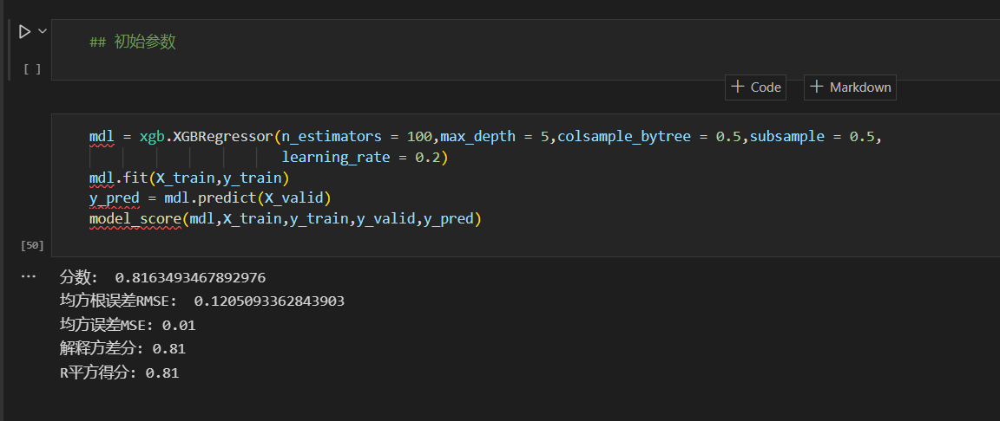 ## 初始参数
[ ]
+ Code + Markdown
mdl = xgb.XGBRegressor(n_estimators = 100,max_depth = 5,colsample_bytree = 0.5,subsample = 0.5,
learning_rate = 0.2)
mdl.fit(X_train,y_train)
y_pred = mdl.predict(X_valid)
model_score(mdl,X_train,y_train,y_valid,y_pred)
[50]
... 分数:  0.8163493467892976
均方根误差RMSE:  0.1205093362843903
均方误差MSE: 0.01
解释方差分: 0.81
R平方得分: 0.81